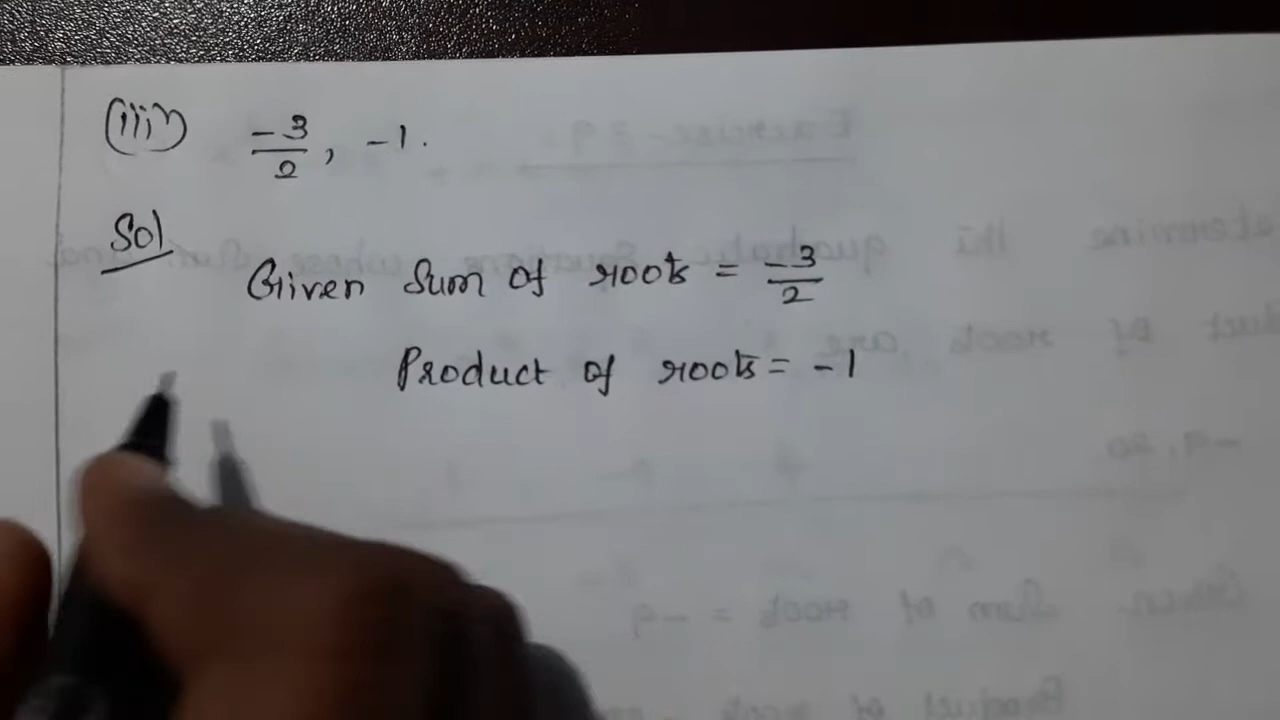 (iii) -3/2, -1.
Sol
Given Sum of roots = -3/2
Product of roots = -1